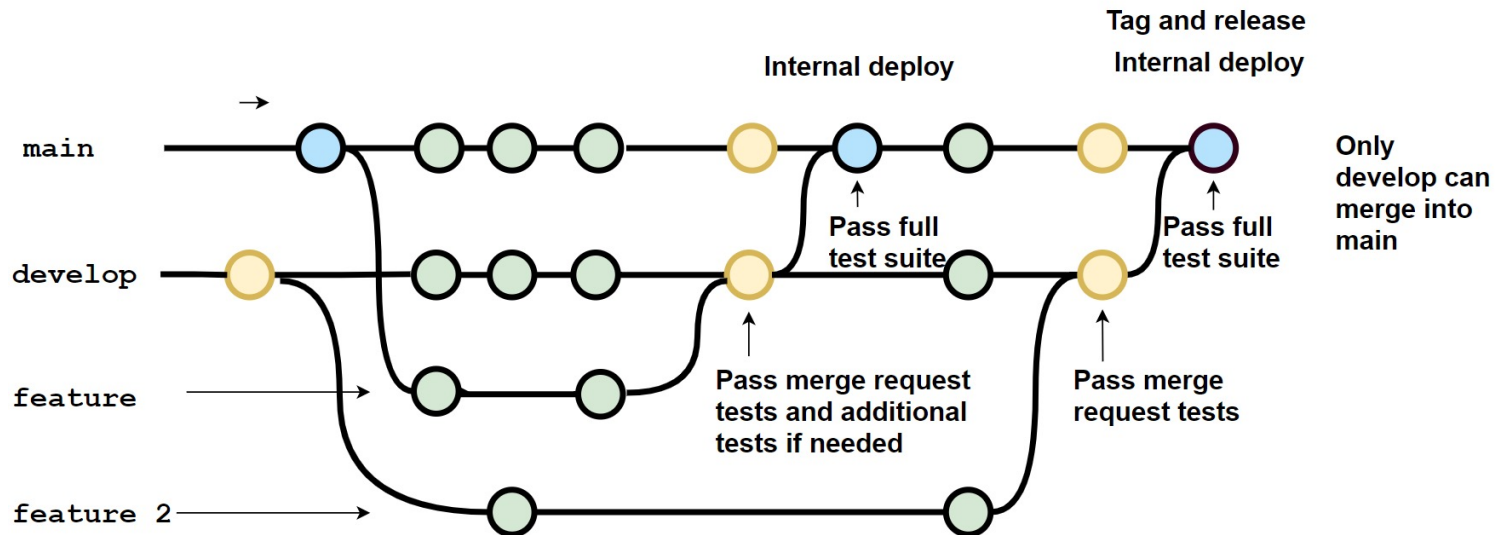 Tag and release
Internal deploy
Internal deploy
main
Only
develop can
merge into
main
Pass full
test suite
Pass full
test suite
develop
feature
Pass merge request
tests and additional
tests if needed
Pass merge
request tests
feature 2